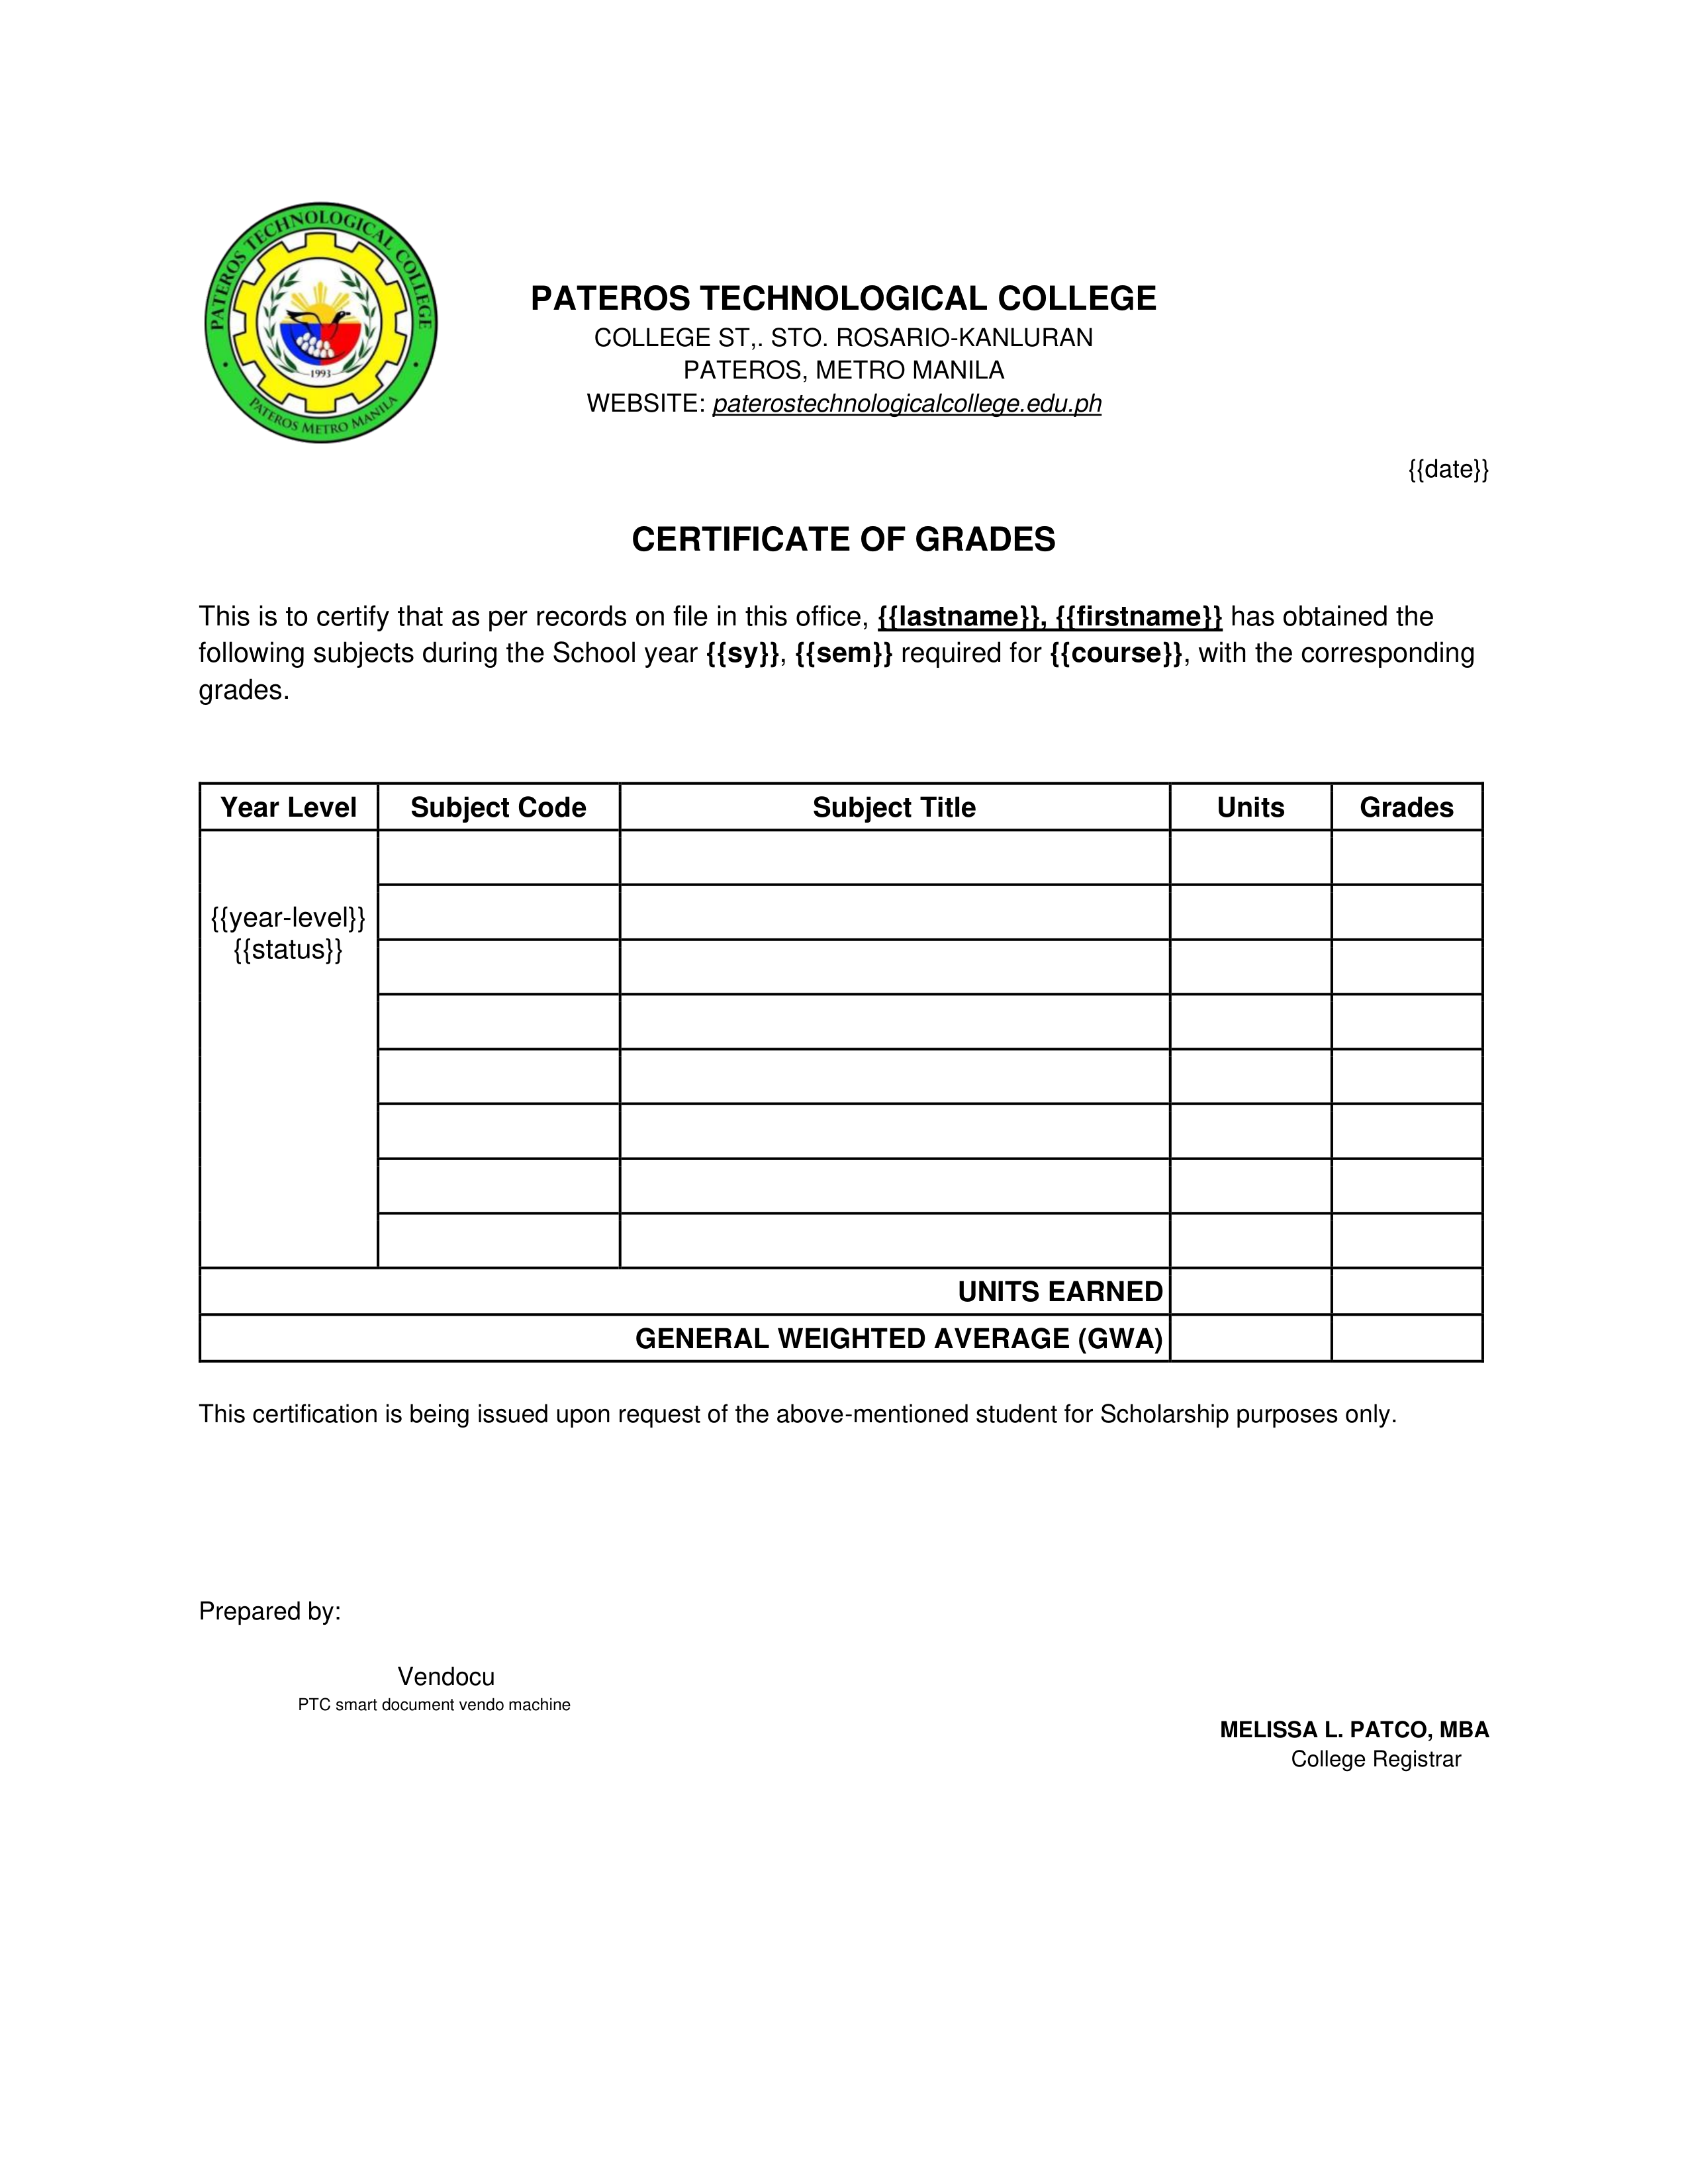 PATEROS TECHNOLOGICAL COLLEGE
1993
PATEROS METRO MANILA
PATEROS TECHNOLOGICAL COLLEGE
COLLEGE ST,. STO. ROSARIO-KANLURAN
PATEROS, METRO MANILA
WEBSITE: paterostechnologicalcollege.edu.ph
{{date}}
CERTIFICATE OF GRADES
This is to certify that as per records on file in this office, {{lastname}}, {{firstname}} has obtained the
following subjects during the School year {{sy}}, {{sem}} required for {{course}}, with the corresponding
grades.
Year Level Subject Code Subject Title Units Grades
{{year-level}}
{{status}}
UNITS EARNED
GENERAL WEIGHTED AVERAGE (GWA)
This certification is being issued upon request of the above-mentioned student for Scholarship purposes only.
Prepared by:
Vendocu
PTC smart document vendo machine
MELISSA L. PATCO, MBA
College Registrar